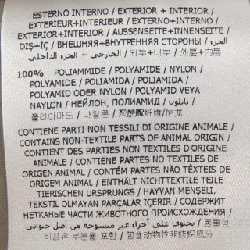 ESTERNO INTERNO / EXTERIOR + INTERIOR /
EXTERIEUR+INTERIEUR / EXTERNO+INTERNO /
EXTERIOR+INTERIOR / AUSSENSEITE+INNENSEITE /
DIŞ+İÇ / ВНЕШНЯЯ+ВНУТРЕННЯЯ СТОРОНЫ /
100% POLIAMMIDE / POLYAMIDE / NYLON /
POLYAMIDE / POLIAMIDA / POLIAMIDA /
POLYAMID ODER NYLON / POLYAMID VEYA
NAYLON / НЕЙЛОН, ПОЛИАМИД / نايلون /
CONTIENE PARTI NON TESSILI DI ORIGINE ANIMALE /
CONTAINS NON-TEXTILE PARTS OF ANIMAL ORIGIN /
CONTIENT DES PARTIES NON TEXTILES D'ORIGINE
ANIMALE / CONTIENE PARTES NO TEXTILES DE
ORIGEN ANIMAL / CONTÉM PARTES NÃO TÊXTEIS DE
ORIGEM ANIMAL / ENTHÄLT NICHTTEXTILE TEILE
TIERISCHEN URSPRUNGS / HAYVAN MENŞELİ,
TEKSTIL OLMAYAN PARÇALAR İÇERİR / СОДЕРЖИТ
НЕТКАНЫЕ ЧАСТИ ЖИВОТНОГО ПРОИСХОЖДЕНИЯ /